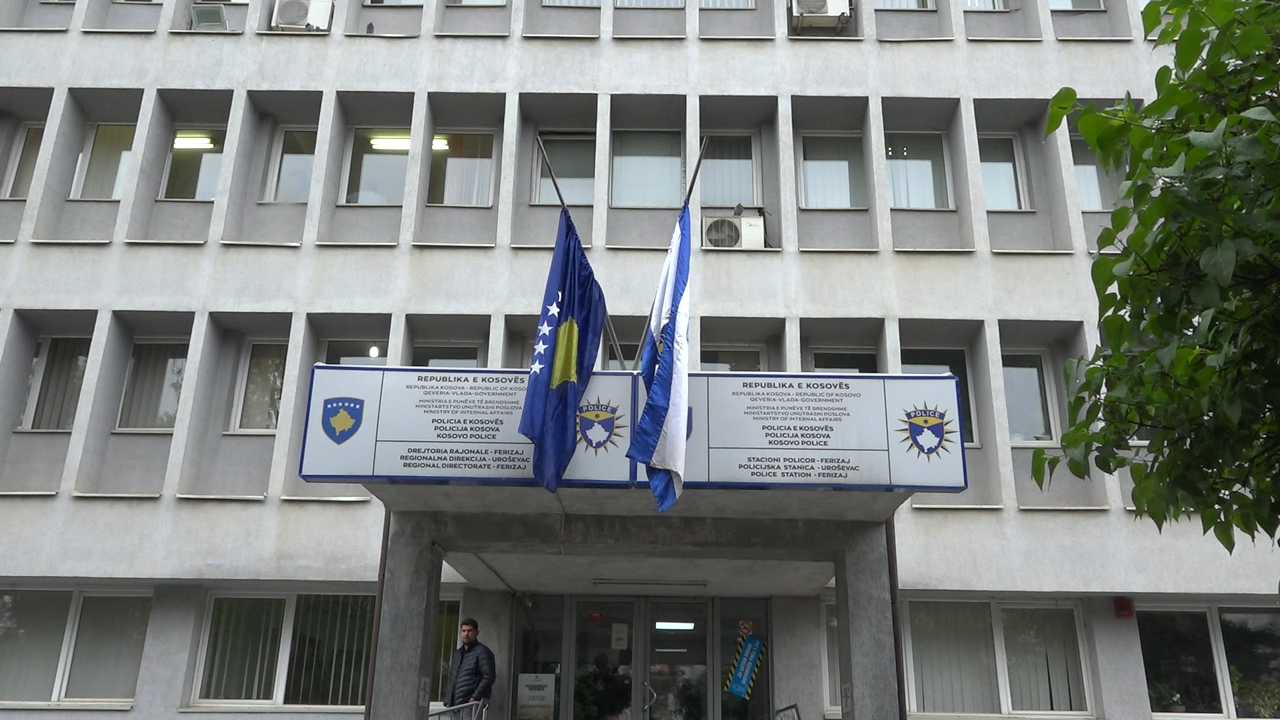 REPUBLIKA E KOSOVËS
REPUBLIKA KOSOVA - REPUBLIC OF KOSO
QEVERIA-VLADA-GOVERNMENT
MINISTRIA E PUNËVE TË BRENDSHME
MINISTARSTVO UNUTRASNI POSLOVA
MINISTRY OF INTERNAL AFFAIRS
POLICIA E KOSOVËS
POLICIJA KOSOVA
KOSOVO POLICE
DREJTORIA RAJONALE - FERIZAJ
REGIONALNA DIREKCIJA - UROŠEVAC
REGIONAL DIRECTORATE - FERIZAJ
POLICE
REPUBLIKA E KOSOVËS
REPUBLIKA KOSOVA - REPUBLIC OF KOSOVO
QEVERIA-VLADA-GOVERNMENT
MINISTRIA E PUNËVE TË BRENDSHME
MINISTARSTVO UNUTRASNI POSLOVA
MINISTRY OF INTERNAL AFFAIRS
POLICIA E KOSOVËS
POLICIJA KOSOVA
KOSOVO POLICE
STACIONI POLICOR - FERIZAJ
POLICIJSKA STANICA - UROŠEVAC
POLICE STATION - FERIZAJ
POLICE